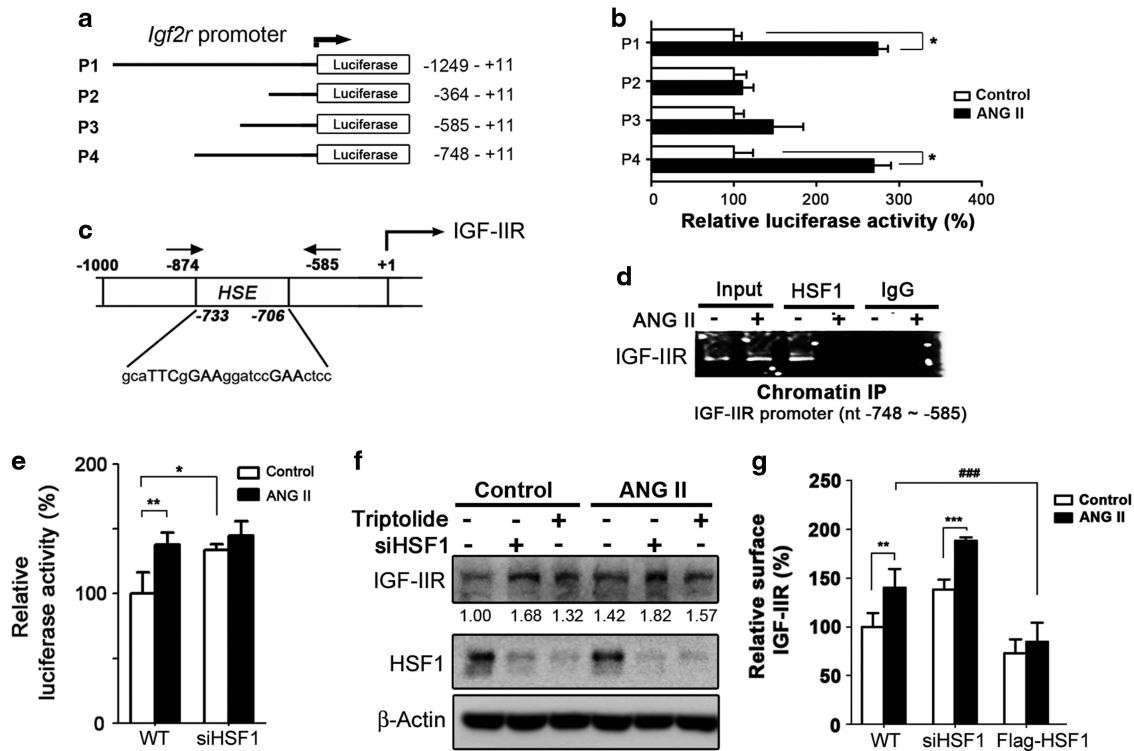 a
Igf2r promoter
P1 Luciferase -1249 - +11
P2 Luciferase -364 - +11
P3 Luciferase -585 - +11
P4 Luciferase -748 - +11
b
P1
*
P2
Control
ANG II
P3
P4
*
0 100 200 300 400
Relative luciferase activity (%)
c
IGF-IIR
-1000 -874 -585 +1
HSE
-733 -706
gcaTTCgGAAggatccGAActcc
d
Input HSF1 IgG
ANG II - + - + - +
IGF-IIR
Chromatin IP
IGF-IIR promoter (nt -748 ~ -585)
e
Relative
luciferase activity (%)
200
100
0
*
**
Control
ANG II
WT siHSF1
f
Control ANG II
Triptolide - - + - - +
siHSF1 - + - - + -
IGF-IIR
1.00 1.68 1.32 1.42 1.82 1.57
HSF1
β-Actin
g
Relative surface
IGF-IIR (%)
250
200
150
100
50
0
###
**
***
Control
ANG II
WT siHSF1 Flag-HSF1